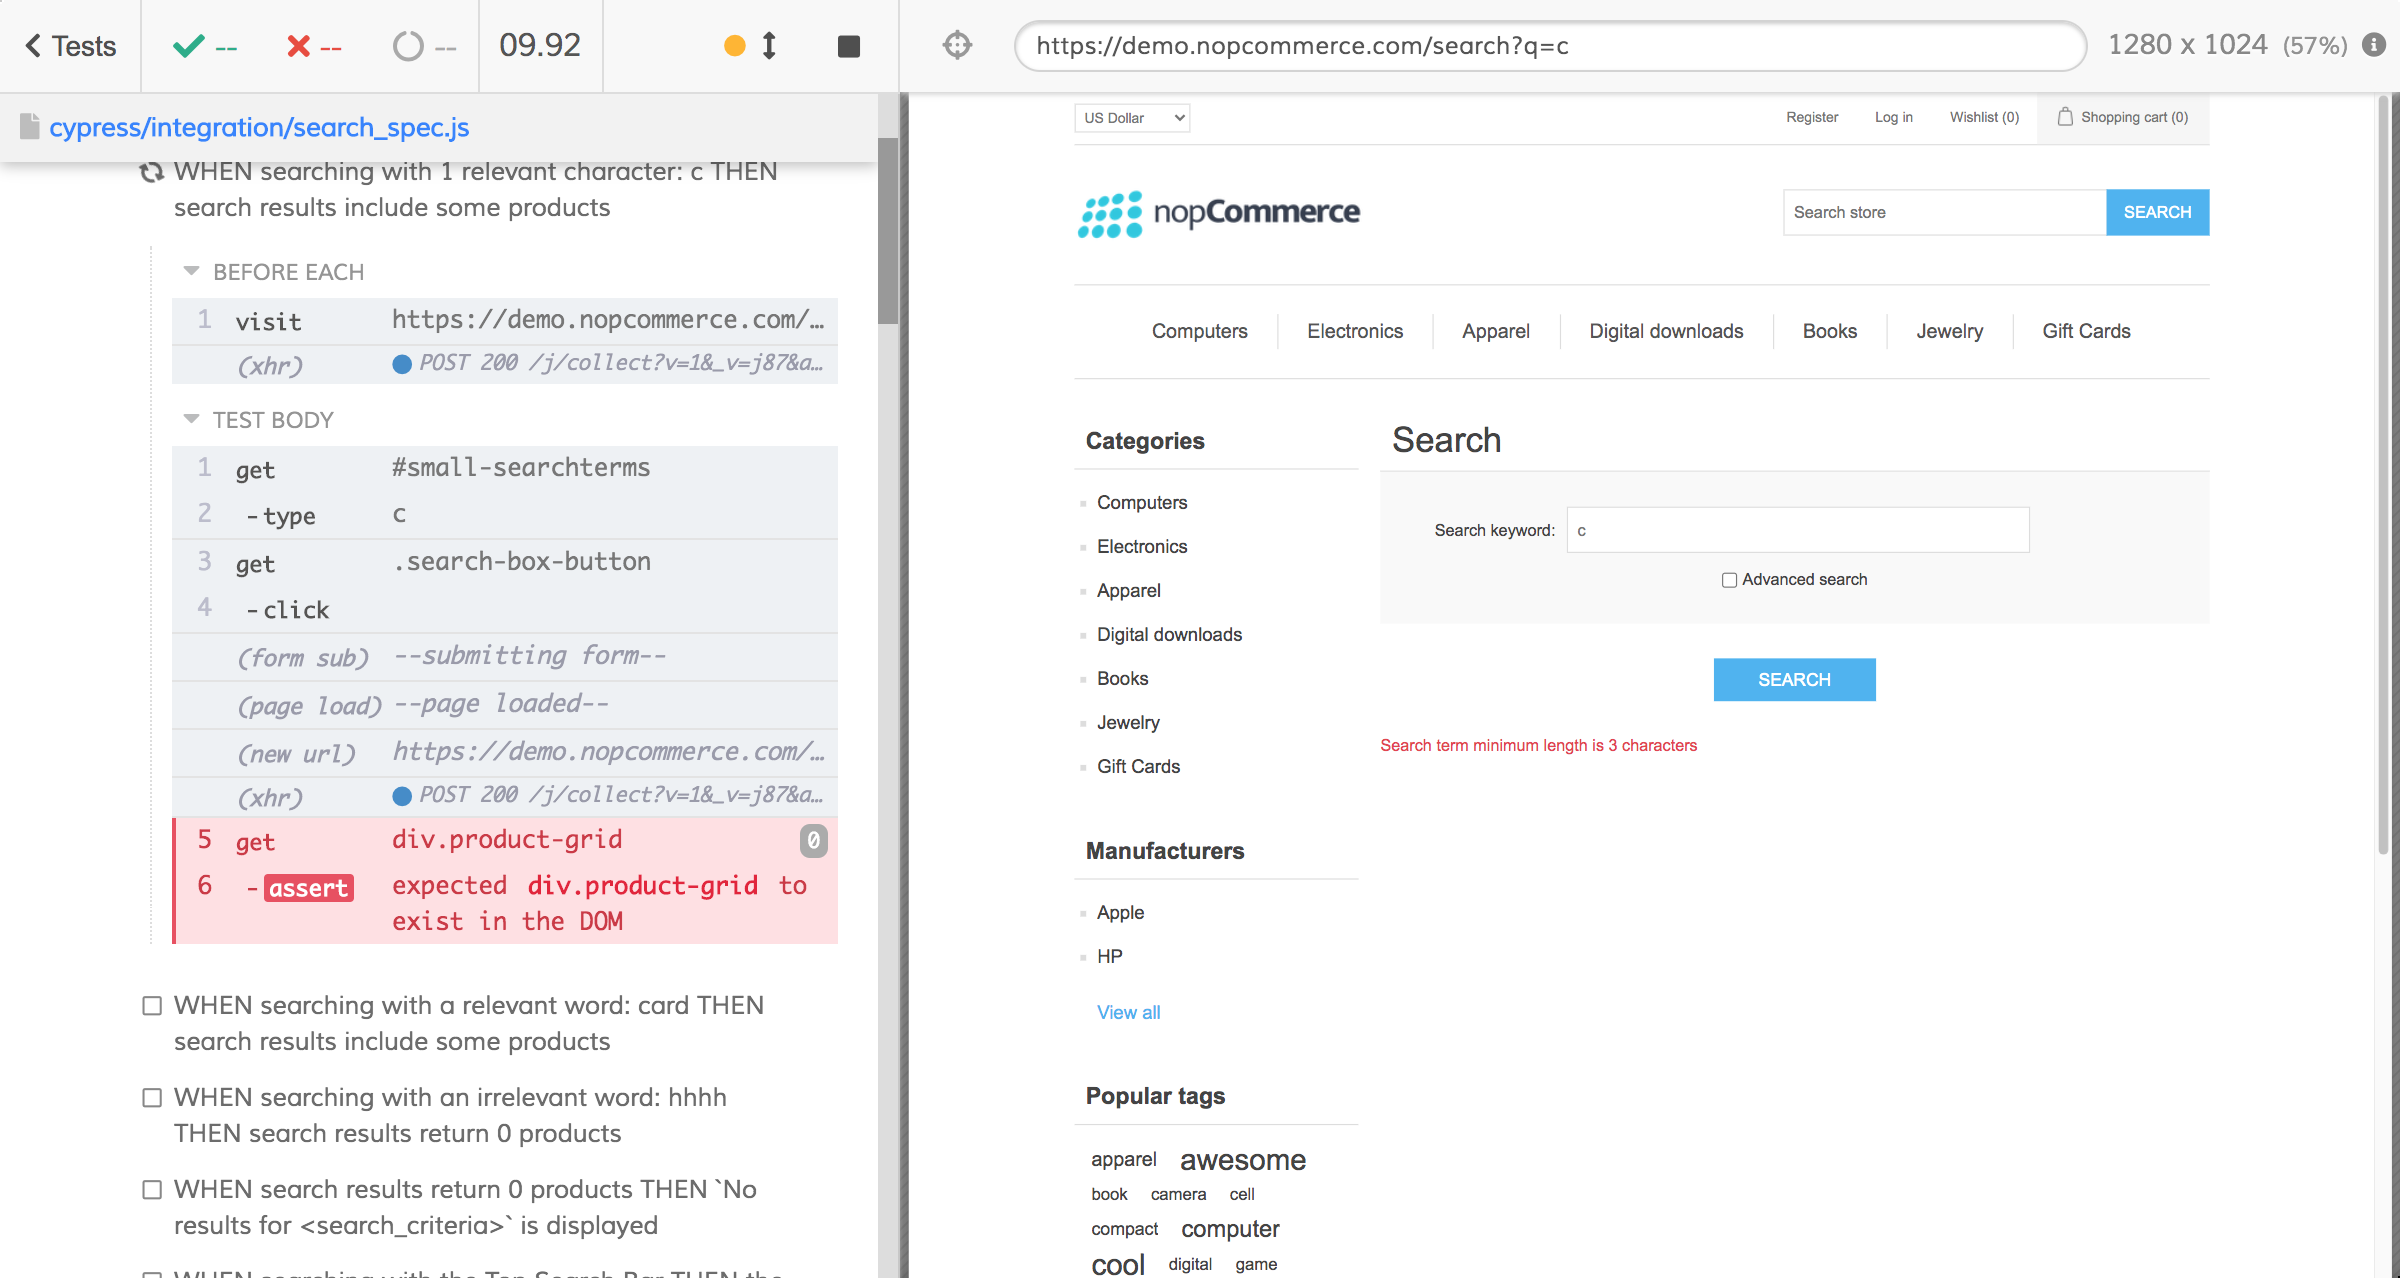 Tests
--
--
--
09.92
https://demo.nopcommerce.com/search?q=c
1280 x 1024 (57%)
cypress/integration/search_spec.js
WHEN searching with 1 relevant character: c THEN
search results include some products
BEFORE EACH
1 visit https://demo.nopcommerce.com/…
(xhr) POST 200 /j/collect?v=1&_v=j87&a…
TEST BODY
1 get #small-searchterms
2 -type c
3 get .search-box-button
4 -click
(form sub) --submitting form--
(page load) --page loaded--
(new url) https://demo.nopcommerce.com/…
(xhr) POST 200 /j/collect?v=1&_v=j87&a…
5 get div.product-grid 0
6 -assert expected div.product-grid to
exist in the DOM
WHEN searching with a relevant word: card THEN
search results include some products
WHEN searching with an irrelevant word: hhhh
THEN search results return 0 products
WHEN search results return 0 products THEN `No
results for <search_criteria>` is displayed
WHEN searching with the Top Search Bar THEN the
US Dollar
Register Log in Wishlist (0) Shopping cart (0)
nopCommerce
Search store
SEARCH
Computers Electronics Apparel Digital downloads Books Jewelry Gift Cards
Categories
Computers
Electronics
Apparel
Digital downloads
Books
Jewelry
Gift Cards
Manufacturers
Apple
HP
View all
Popular tags
apparel awesome
book camera cell
compact computer
cool digital game
Search
Search keyword: c
Advanced search
SEARCH
Search term minimum length is 3 characters